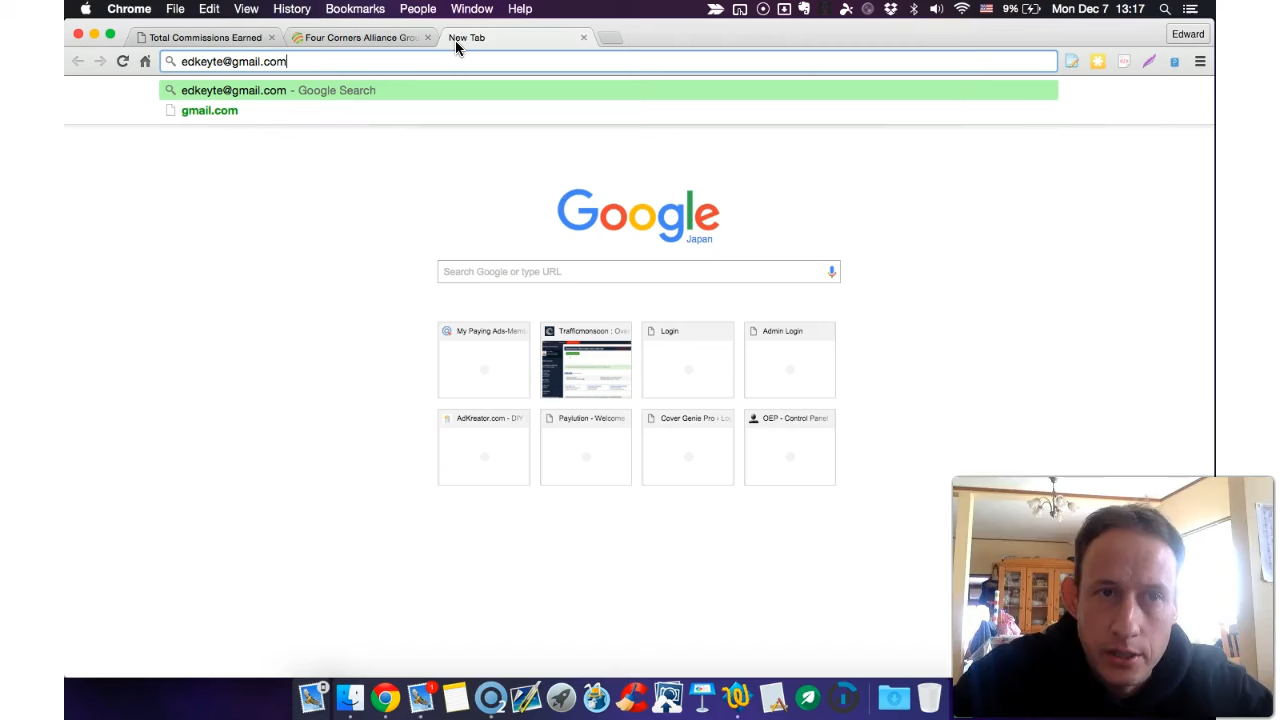 Chrome File Edit View History Bookmarks People Window Help 9% Mon Dec 7 13:17
Total Commissions Earned Four Corners Alliance Grou New Tab Edward
edkeyte@gmail.com
edkeyte@gmail.com - Google Search
gmail.com
Google
Japan
Search Google or type URL
My Paying Ads-Memb Trafficmonsoon : Ove Login Admin Login
AdKreator.com - DIY Paylution - Welcome Cover Genie Pro › Log OEP - Control Panel